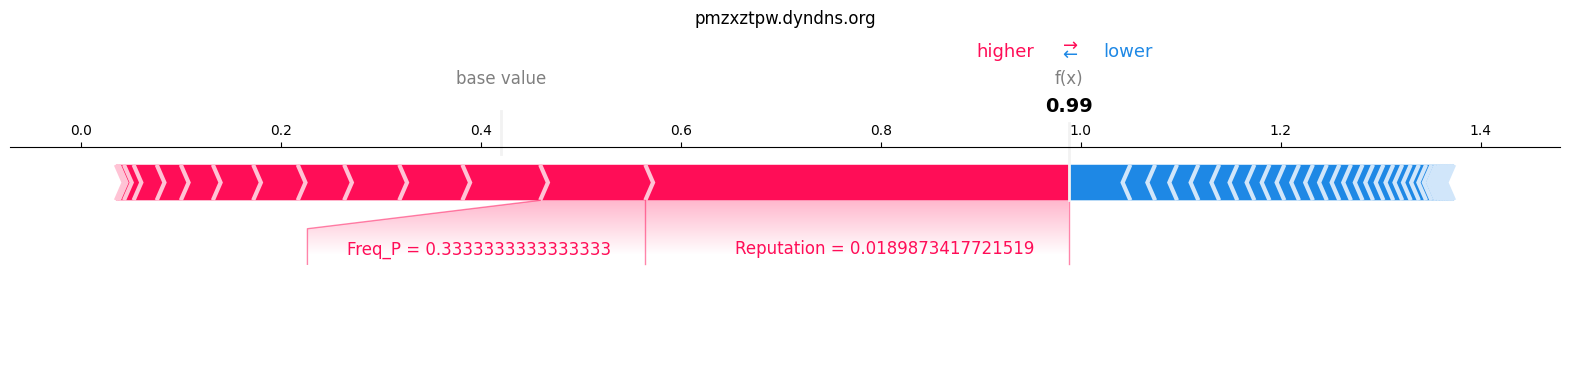 pmzxztpw.dyndns.org
higher → ← lower
base value f(x)
0.99
0.0 0.2 0.4 0.6 0.8 1.0 1.2 1.4
Freq_P = 0.3333333333333333 Reputation = 0.0189873417721519